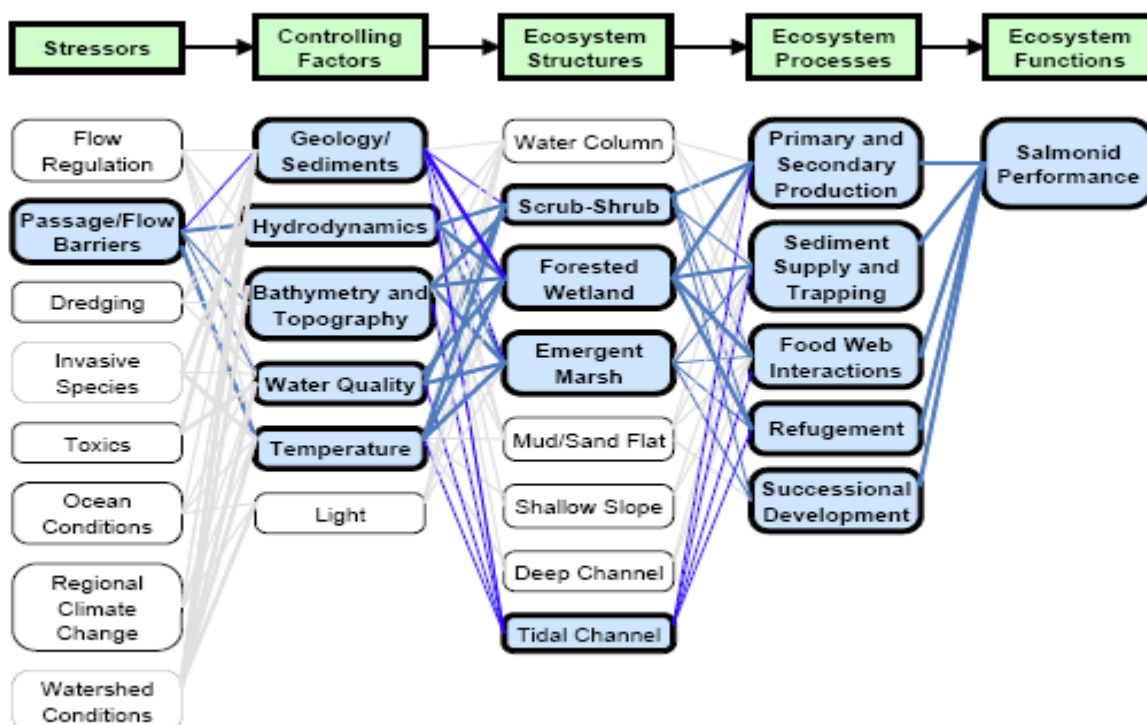 Stressors
Controlling
Factors
Ecosystem
Structures
Ecosystem
Processes
Ecosystem
Functions
Flow
Regulation
Passage/Flow
Barriers
Dredging
Invasive
Species
Toxics
Ocean
Conditions
Regional
Climate
Change
Watershed
Conditions
Geology/
Sediments
Hydrodynamics
Bathymetry and
Topography
Water Quality
Temperature
Light
Water Column
Scrub-Shrub
Forested
Wetland
Emergent
Marsh
Mud/Sand Flat
Shallow Slope
Deep Channel
Tidal Channel
Primary and
Secondary
Production
Sediment
Supply and
Trapping
Food Web
Interactions
Refugement
Successional
Development
Salmonid
Performance